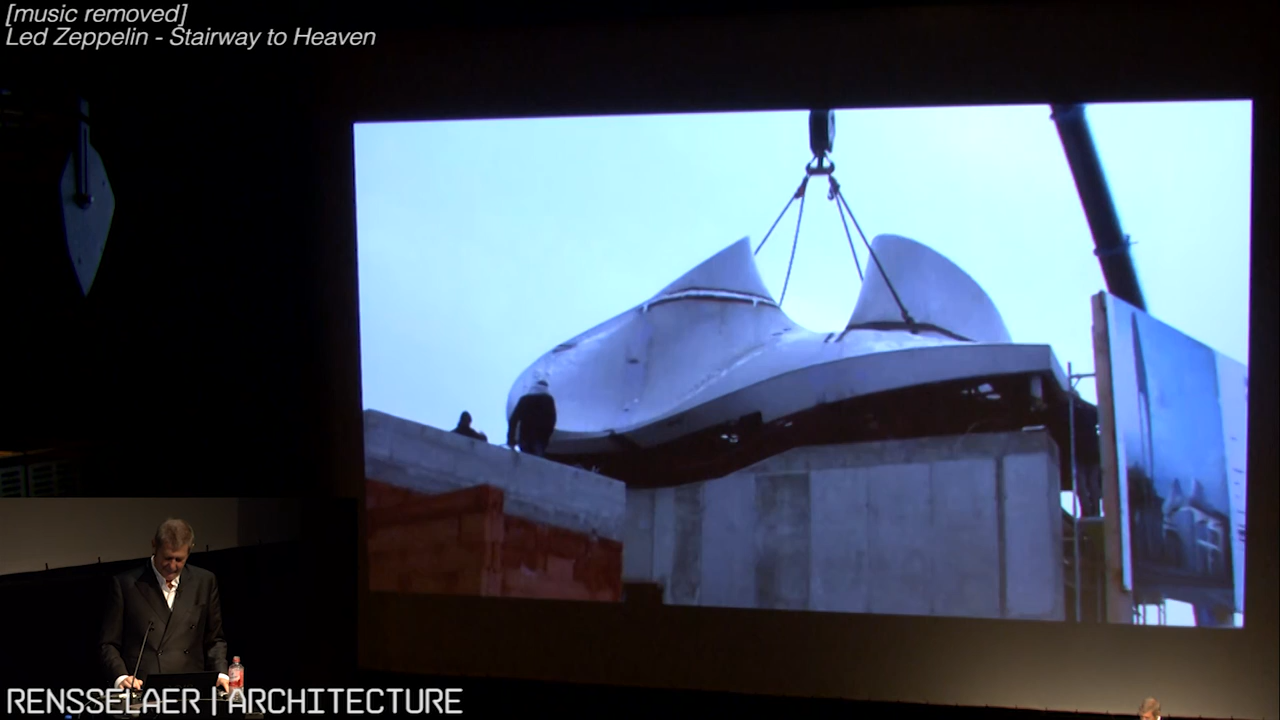 [music removed]
Led Zeppelin - Stairway to Heaven
RENSSELAER | ARCHITECTURE